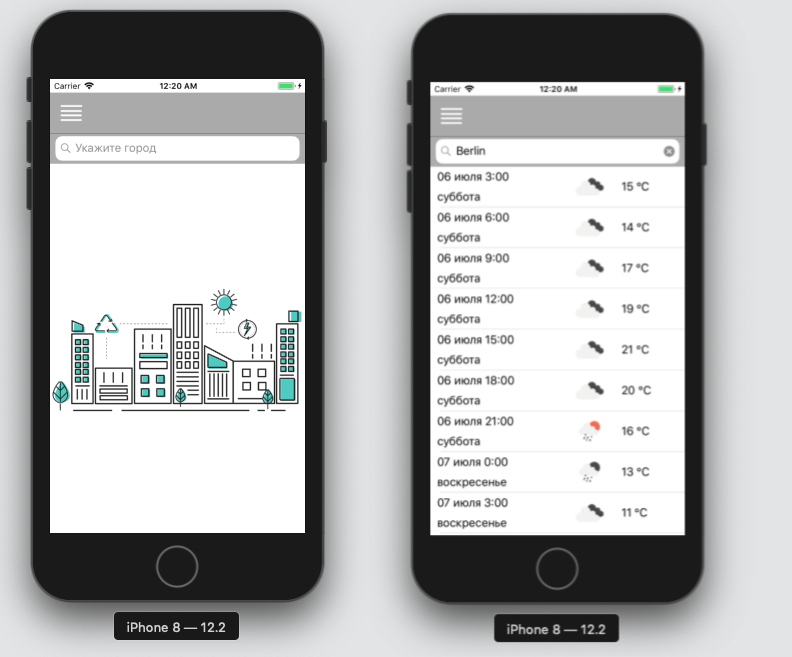 Carrier 12:20 AM
Укажите город
iPhone 8 — 12.2
Carrier 12:20 AM
Berlin
06 июля 3:00
суббота
15 °C
06 июля 6:00
суббота
14 °C
06 июля 9:00
суббота
17 °C
06 июля 12:00
суббота
19 °C
06 июля 15:00
суббота
21 °C
06 июля 18:00
суббота
20 °C
06 июля 21:00
суббота
16 °C
07 июля 0:00
воскресенье
13 °C
07 июля 3:00
воскресенье
11 °C
iPhone 8 — 12.2